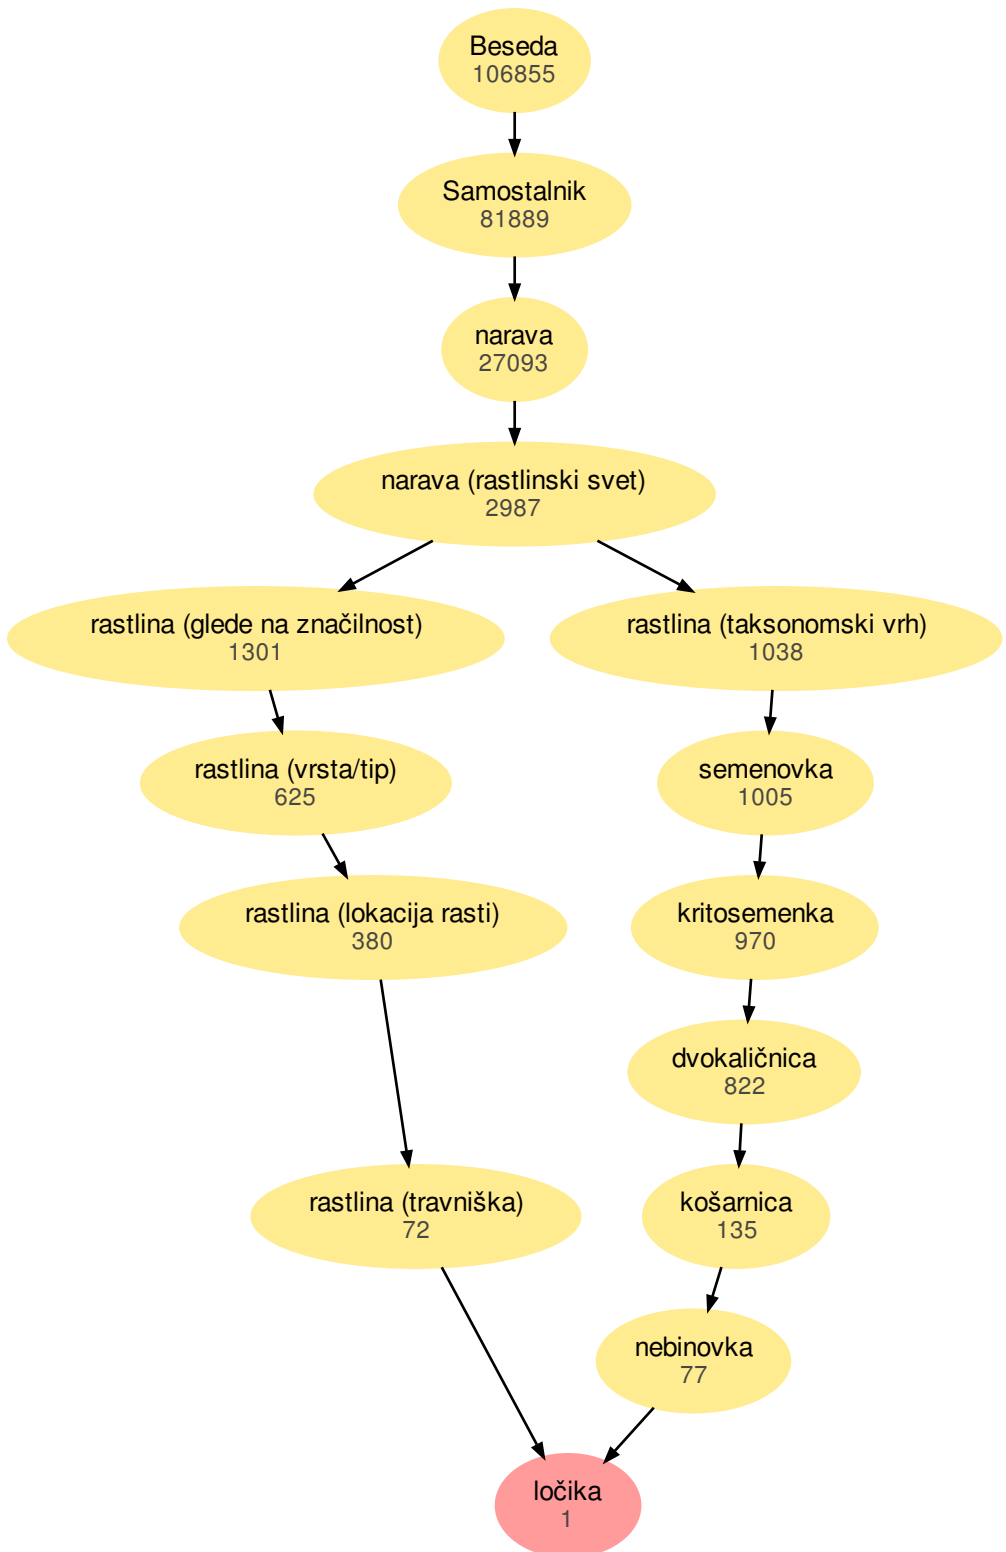 Beseda
106855
Samostalnik
81889
narava
27093
narava (rastlinski svet)
2987
rastlina (glede na značilnost)
1301
rastlina (taksonomski vrh)
1038
rastlina (vrsta/tip)
625
semenovka
1005
rastlina (lokacija rasti)
380
kritosemenka
970
dvokaličnica
822
rastlina (travniška)
72
košarnica
135
nebinovka
77
ločika
1